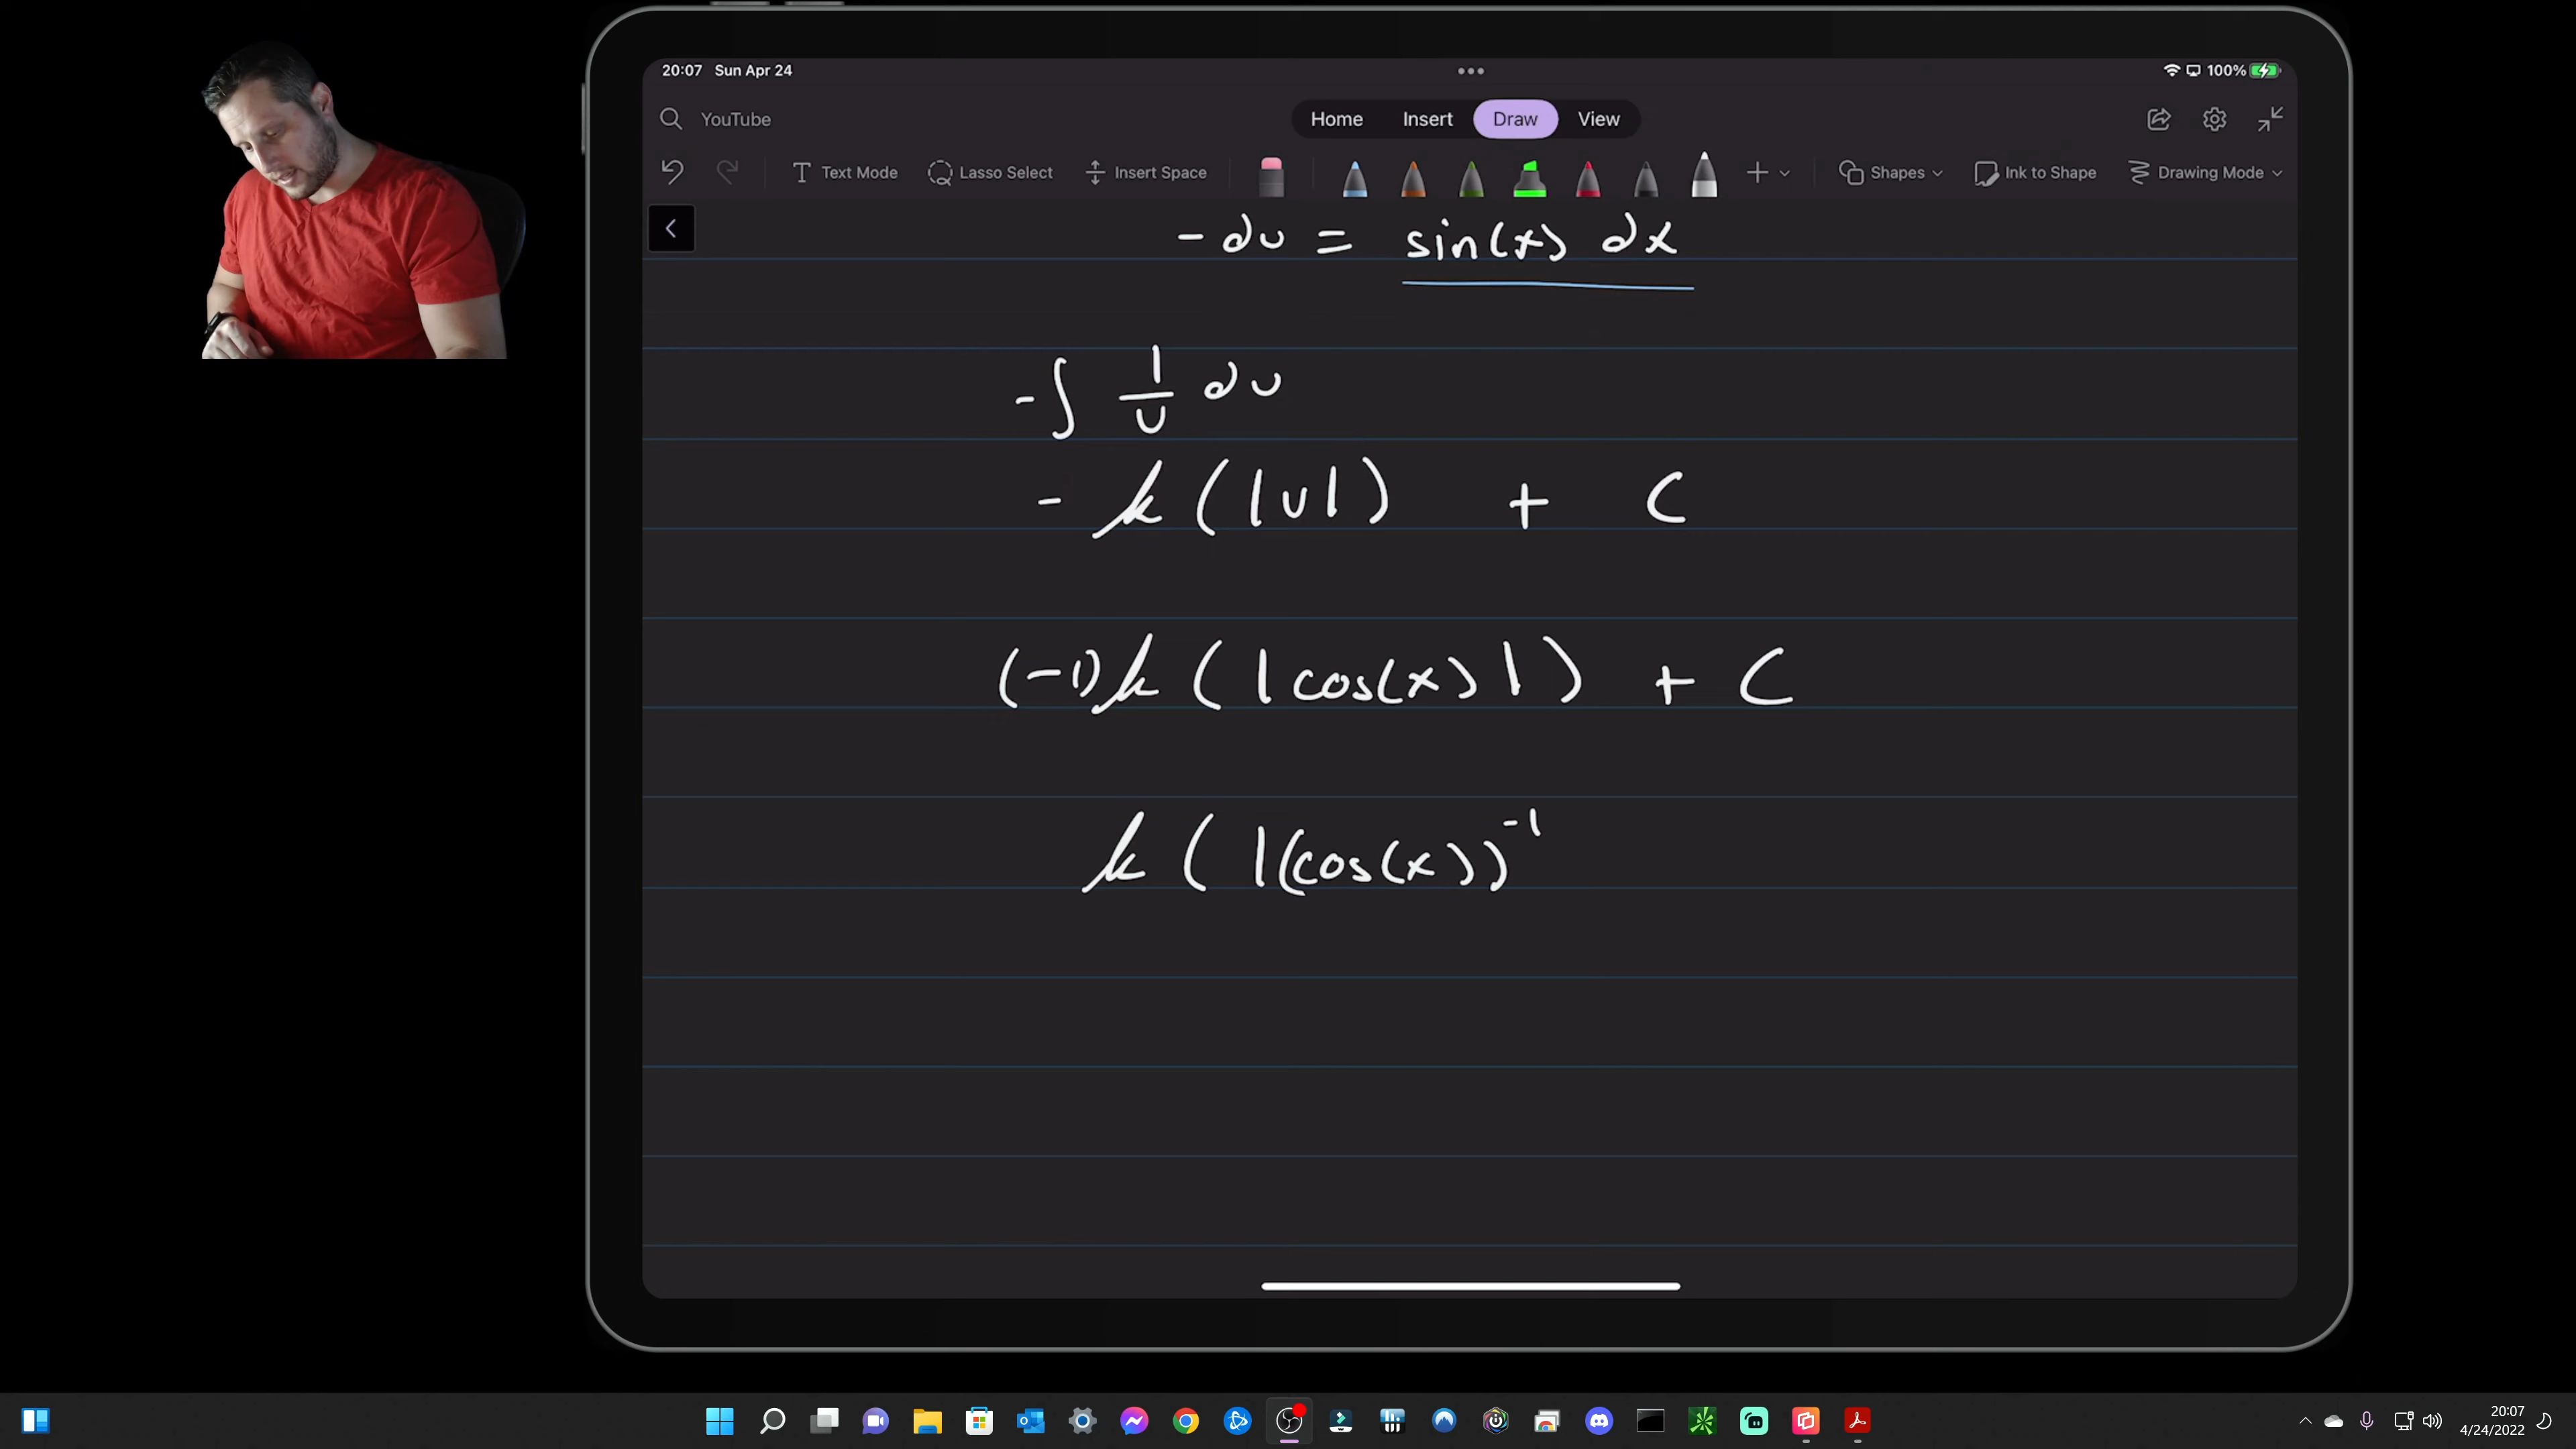 20:07 Sun Apr 24
100%
YouTube
Home Insert Draw View
Text Mode Lasso Select Insert Space Shapes Ink to Shape Drawing Mode
-du = sin(x) dx
-∫ 1/u du
- ln(|u|) + C
(-1)ln(|cos(x)|) + C
ln(|(cos(x))^-1
20:07
4/24/2022